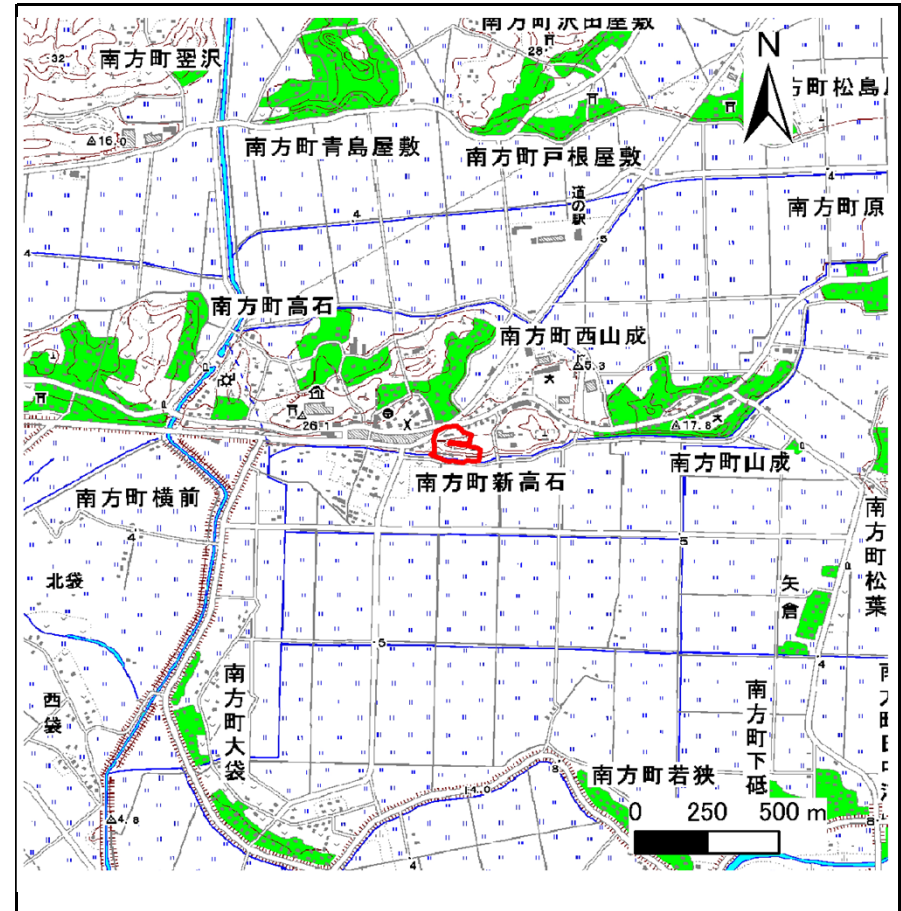 南方町沢田屋敷
28
N
32
南方町翌沢
方町松島
16.0
南方町青島屋敷
南方町戸根屋敷
道の駅
4
南方町原
4
5
4
南方町高石
南方町西山成
5.3
26.1
17.8
南方町山成
南方町新高石
南方町横前
南方町松葉
4
5
北袋
矢倉
5
4
西袋
南方町大袋
南方町下砥
南方町若狭
0 250 500 m
4.8
4